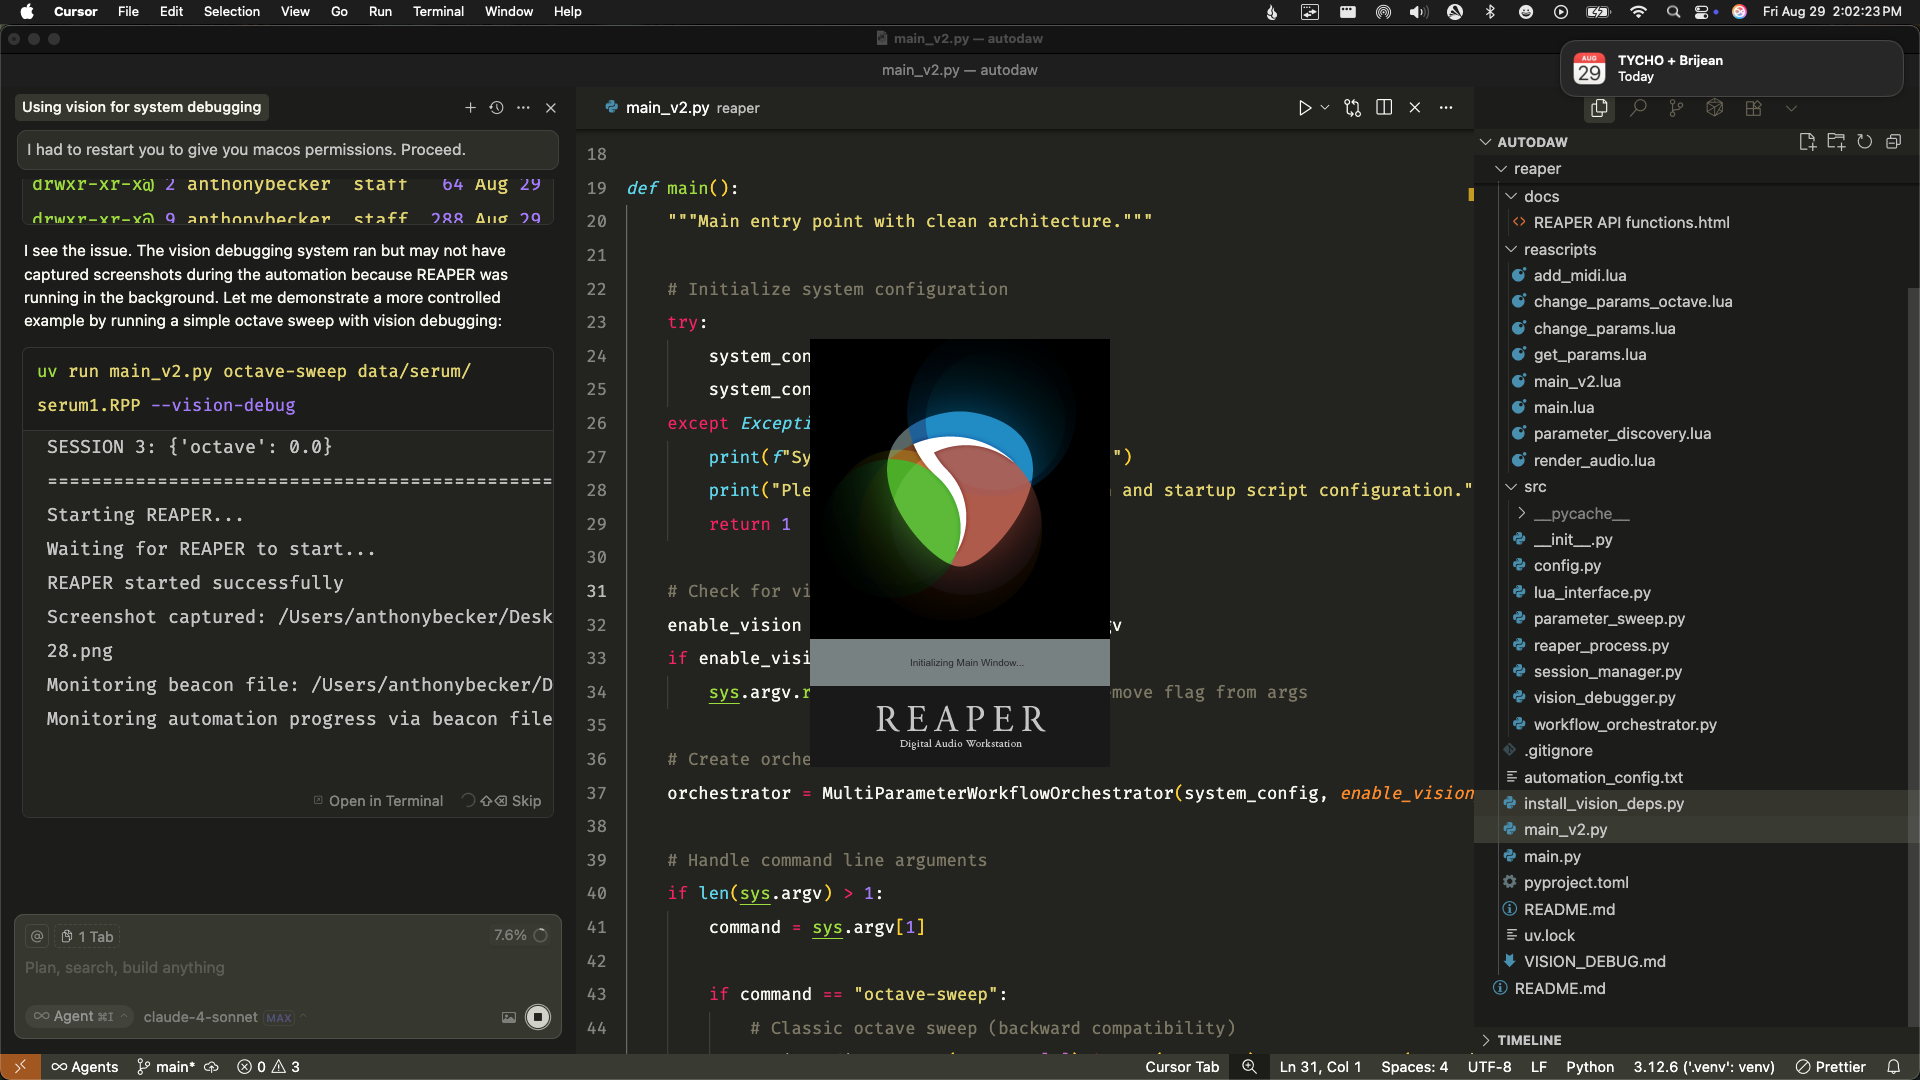 Cursor File Edit Selection View Go Run Terminal Window Help
Fri Aug 29 2:02:23 PM
main_v2.py — autodaw
main_v2.py — autodaw
AUG
29
TYCHO + Brijean
Today
Using vision for system debugging
I had to restart you to give you macos permissions. Proceed.
drwxr-xr-x@ 2 anthonybecker staff 64 Aug 29
drwxr-xr-x@ 9 anthonybecker staff 288 Aug 29
I see the issue. The vision debugging system ran but may not have
captured screenshots during the automation because REAPER was
running in the background. Let me demonstrate a more controlled
example by running a simple octave sweep with vision debugging:
uv run main_v2.py octave-sweep data/serum/
serum1.RPP --vision-debug
SESSION 3: {'octave': 0.0}
==================================================
Starting REAPER...
Waiting for REAPER to start...
REAPER started successfully
Screenshot captured: /Users/anthonybecker/Desk
28.png
Monitoring beacon file: /Users/anthonybecker/D
Monitoring automation progress via beacon file
Open in Terminal
Skip
@ 1 Tab
7.6%
Plan, search, build anything
Agent ⌘I
claude-4-sonnet MAX
main_v2.py reaper
18
19 def main():
20 """Main entry point with clean architecture."""
21
22 # Initialize system configuration
23 try:
24 system_con
25 system_con
26 except Excepti
27 print(f"Sy ")
28 print("Ple and startup script configuration."
29 return 1
30
31 # Check for vi
32 enable_vision v
33 if enable_visi
34 sys.argv.r move flag from args
35
36 # Create orche
37 orchestrator = MultiParameterWorkflowOrchestrator(system_config, enable_vision
38
39 # Handle command line arguments
40 if len(sys.argv) > 1:
41 command = sys.argv[1]
42
43 if command == "octave-sweep":
44 # Classic octave sweep (backward compatibility)
Initializing Main Window...
REAPER
Digital Audio Workstation
AUTODAW
reaper
docs
REAPER API functions.html
reascripts
add_midi.lua
change_params_octave.lua
change_params.lua
get_params.lua
main_v2.lua
main.lua
parameter_discovery.lua
render_audio.lua
src
__pycache__
__init__.py
config.py
lua_interface.py
parameter_sweep.py
reaper_process.py
session_manager.py
vision_debugger.py
workflow_orchestrator.py
.gitignore
automation_config.txt
install_vision_deps.py
main_v2.py
main.py
pyproject.toml
README.md
uv.lock
VISION_DEBUG.md
README.md
TIMELINE
Agents main* 0 3
Cursor Tab Ln 31, Col 1 Spaces: 4 UTF-8 LF Python 3.12.6 ('.venv': venv) Prettier